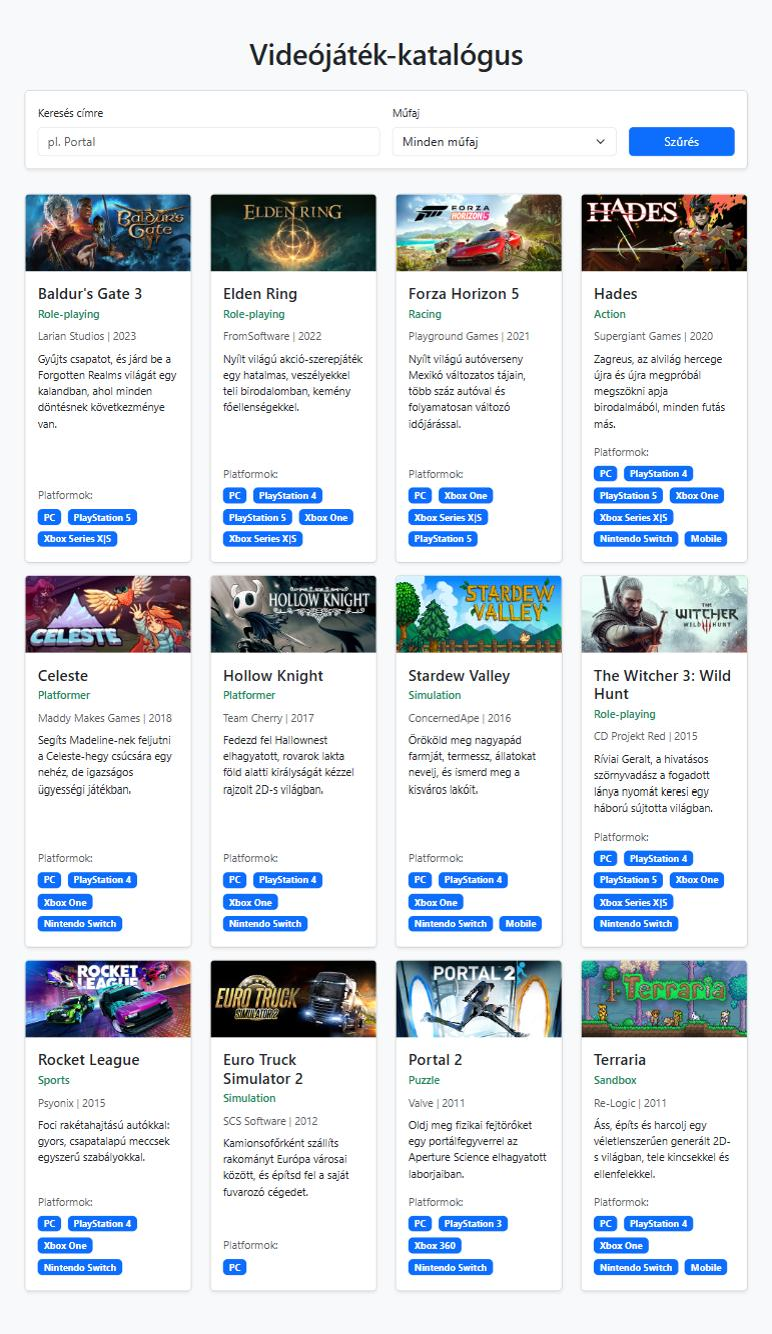 Videójáték-katalógus
Keresés címre
Műfaj
pl. Portal
Minden műfaj
Szűrés
Baldur's
Gate
Baldur's Gate 3
Role-playing
Larian Studios | 2023
Gyűjts csapatot, és járd be a
Forgotten Realms világát egy
kalandban, ahol minden
döntésnek következménye
van.
Platformok:
PC PlayStation 5
Xbox Series X|S
ELDEN RING
Elden Ring
Role-playing
FromSoftware | 2022
Nyílt világú akció-szerepjáték
egy hatalmas, veszélyekkel
teli birodalomban, kemény
főellenségekkel.
Platformok:
PC PlayStation 4
PlayStation 5 Xbox One
Xbox Series X|S
FORZA
HORIZON 5
Forza Horizon 5
Racing
Playground Games | 2021
Nyílt világú autóverseny
Mexikó változatos tájain,
több száz autóval és
folyamatosan változó
időjárással.
Platformok:
PC Xbox One
Xbox Series X|S
PlayStation 5
HADES
Hades
Action
Supergiant Games | 2020
Zagreus, az alvilág hercege
újra és újra megpróbál
megszökni apja
birodalmából, minden futás
más.
Platformok:
PC PlayStation 4
PlayStation 5 Xbox One
Xbox Series X|S
Nintendo Switch Mobile
CELESTE
Celeste
Platformer
Maddy Makes Games | 2018
Segíts Madeline-nek feljutni
a Celeste-hegy csúcsára egy
nehéz, de igazságos
ügyességi játékban.
Platformok:
PC PlayStation 4
Xbox One
Nintendo Switch
HOLLOW KNIGHT
Hollow Knight
Platformer
Team Cherry | 2017
Fedezd fel Hallownest
elhagyatott, rovarok lakta
föld alatti királyságát kézzel
rajzolt 2D-s világban.
Platformok:
PC PlayStation 4
Xbox One
Nintendo Switch
STARDEW
VALLEY
Stardew Valley
Simulation
ConcernedApe | 2016
Örököld meg nagyapád
farmját, termessz, állatokat
nevelj, és ismerd meg a
kisváros lakóit.
Platformok:
PC PlayStation 4
Xbox One
Nintendo Switch Mobile
THE
WITCHER
WILD HUNT
The Witcher 3: Wild
Hunt
Role-playing
CD Projekt Red | 2015
Ríviai Geralt, a hivatásos
szörnyvadász a fogadott
lánya nyomát keresi egy
háború sújtotta világban.
Platformok:
PC PlayStation 4
PlayStation 5 Xbox One
Xbox Series X|S
Nintendo Switch
ROCKET
LEAGUE
Rocket League
Sports
Psyonix | 2015
Foci rakétahajtású autókkal:
gyors, csapatalapú meccsek
egyszerű szabályokkal.
Platformok:
PC PlayStation 4
Xbox One
Nintendo Switch
EURO TRUCK
SIMULATOR 2
Euro Truck
Simulator 2
Simulation
SCS Software | 2012
Kamionsofőrként szállíts
rakományt Európa városai
között, és építsd fel a saját
fuvarozó cégedet.
Platformok:
PC
PORTAL 2
Portal 2
Puzzle
Valve | 2011
Oldj meg fizikai fejtörőket
egy portálfegyverrel az
Aperture Science elhagyatott
laborjaiban.
Platformok:
PC PlayStation 3
Xbox 360
Nintendo Switch
Terraria
Terraria
Sandbox
Re-Logic | 2011
Áss, építs és harcolj egy
véletlenszerűen generált 2D-
s világban, tele kincsekkel és
ellenfelekkel.
Platformok:
PC PlayStation 4
Xbox One
Nintendo Switch Mobile